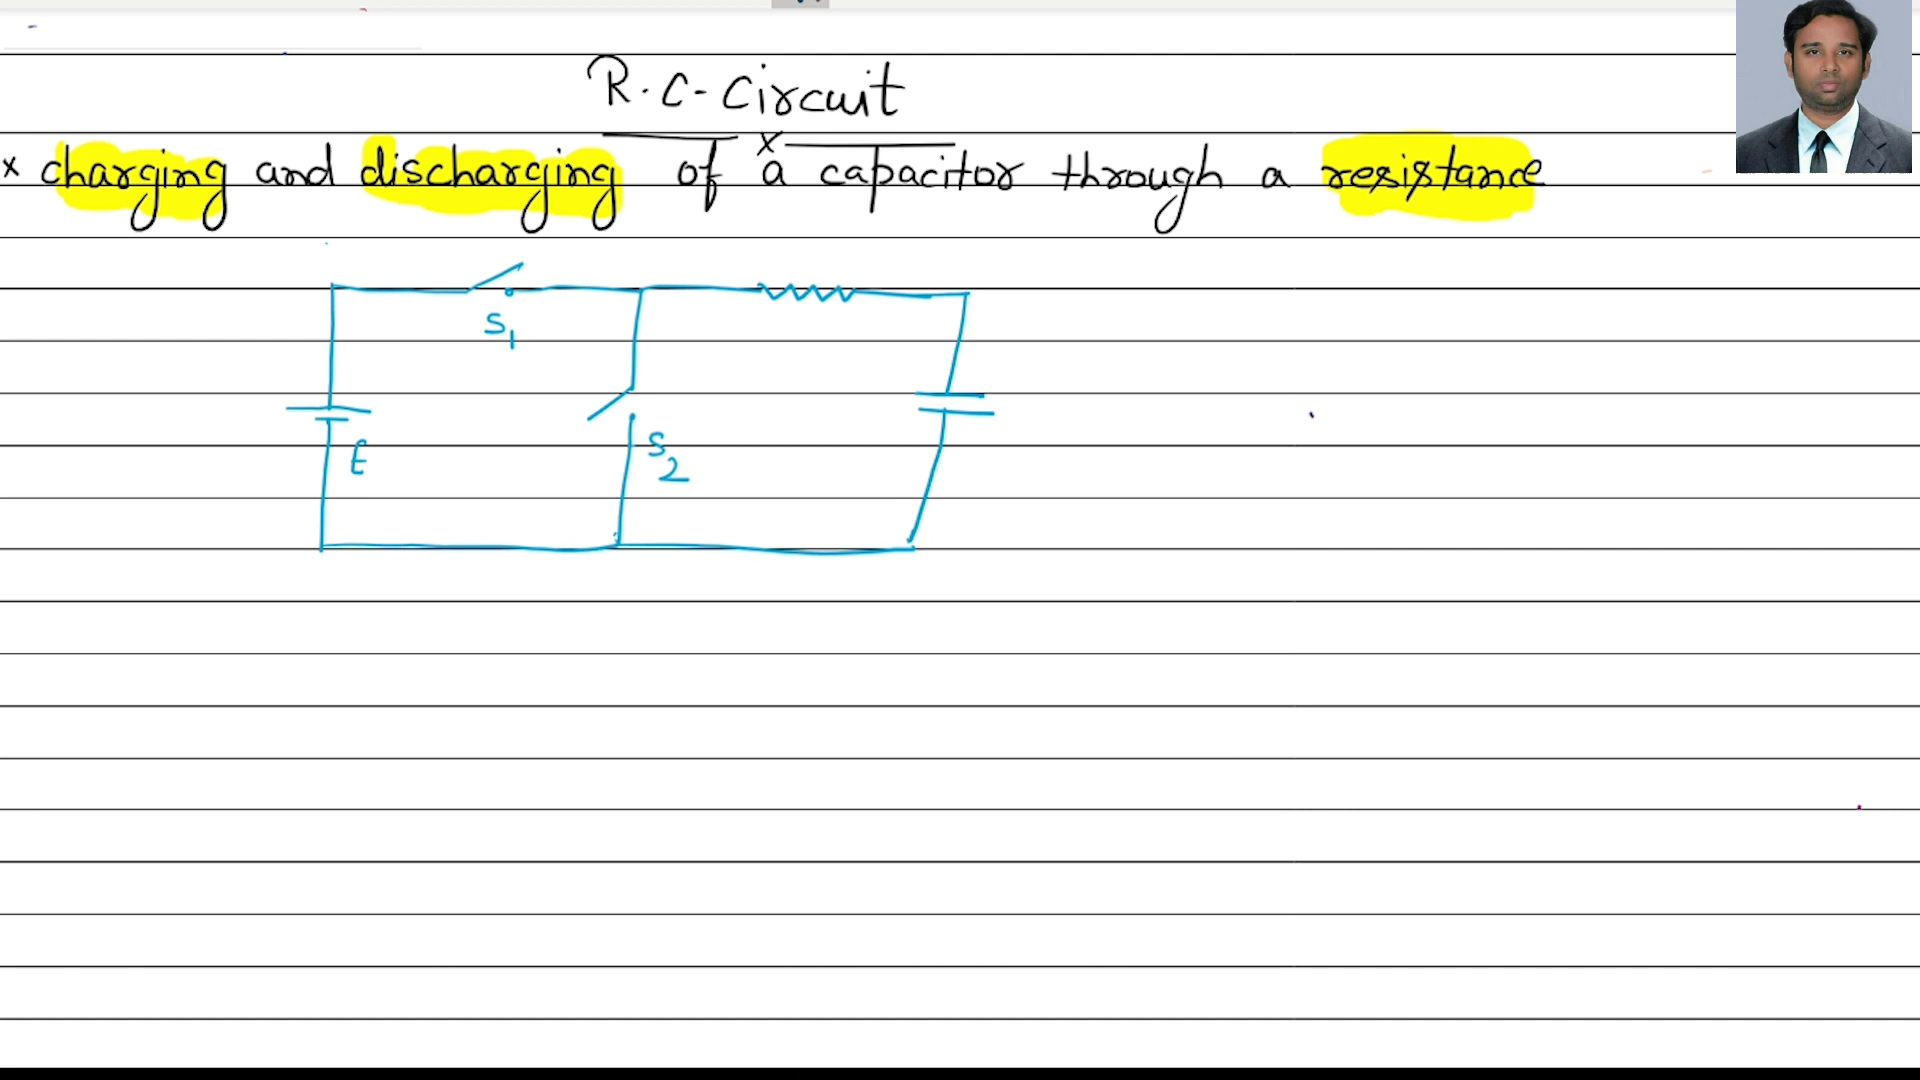 R.C-Circuit
x charging and discharging of a capacitor through a resistance
S1
E
S2